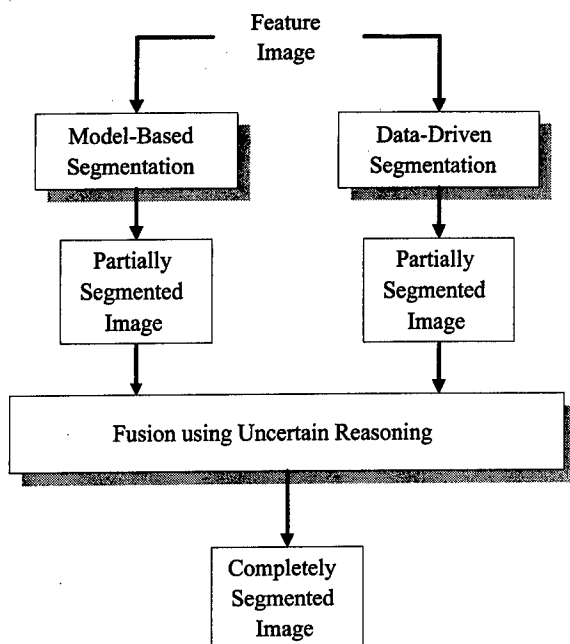 Feature
Image
Model-Based
Segmentation
Data-Driven
Segmentation
Partially
Segmented
Image
Partially
Segmented
Image
Fusion using Uncertain Reasoning
Completely
Segmented
Image